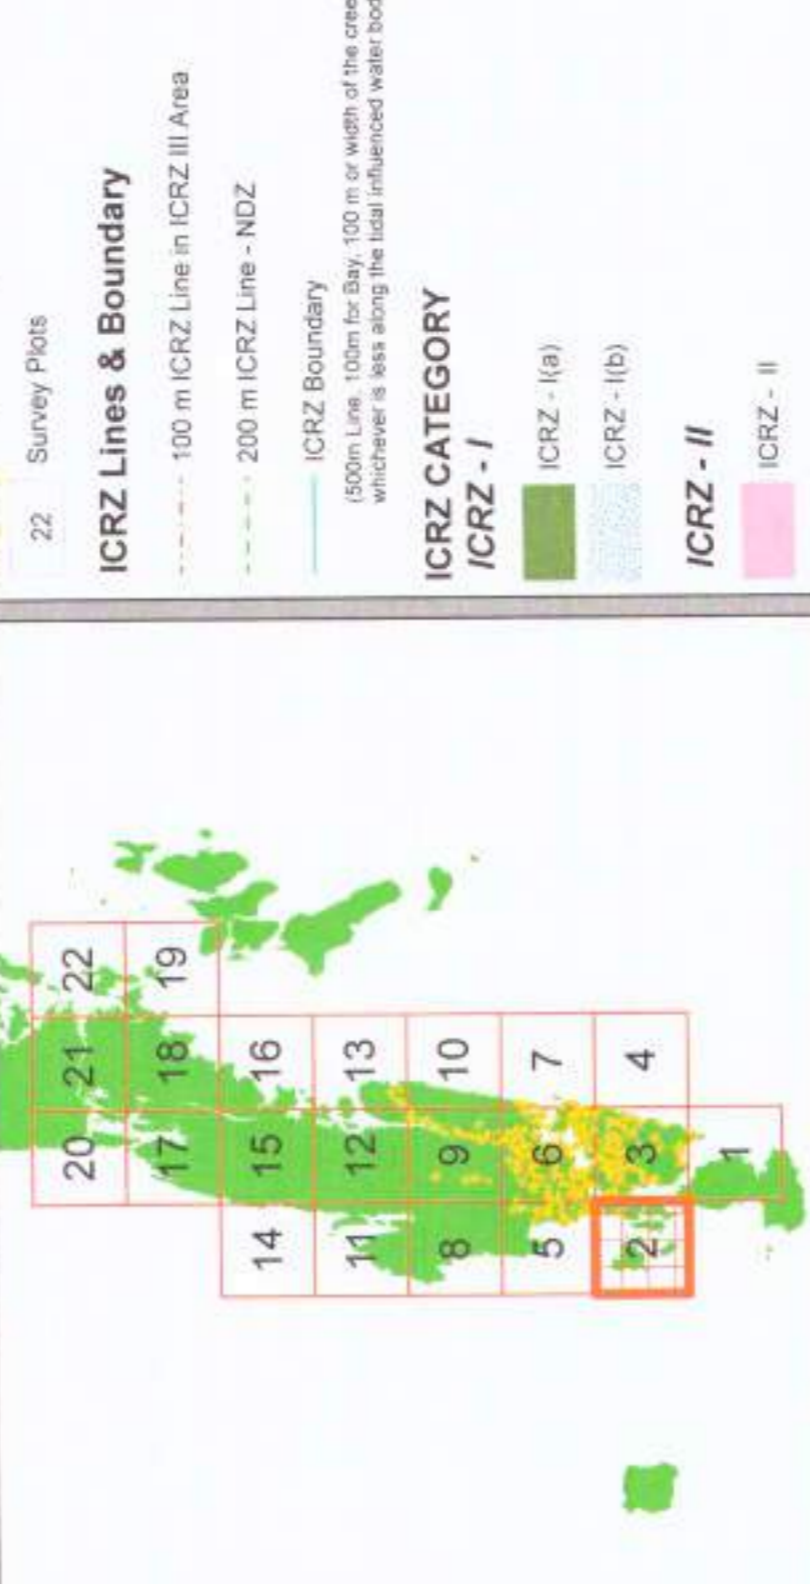 22 Survey Plots
ICRZ Lines & Boundary
100 m ICRZ Line in ICRZ III Area
200 m ICRZ Line - NDZ
ICRZ Boundary
(500m Line, 100m for Bay, 100 m or width of the
whichever is less along the tidal influenced water
ICRZ CATEGORY
ICRZ - I
ICRZ - I(a)
ICRZ - I(b)
ICRZ - II
ICRZ - II
20 21 22
17 18 19
14 15 16
11 12 13
8 9 10
5 6 7
2 3 4
1